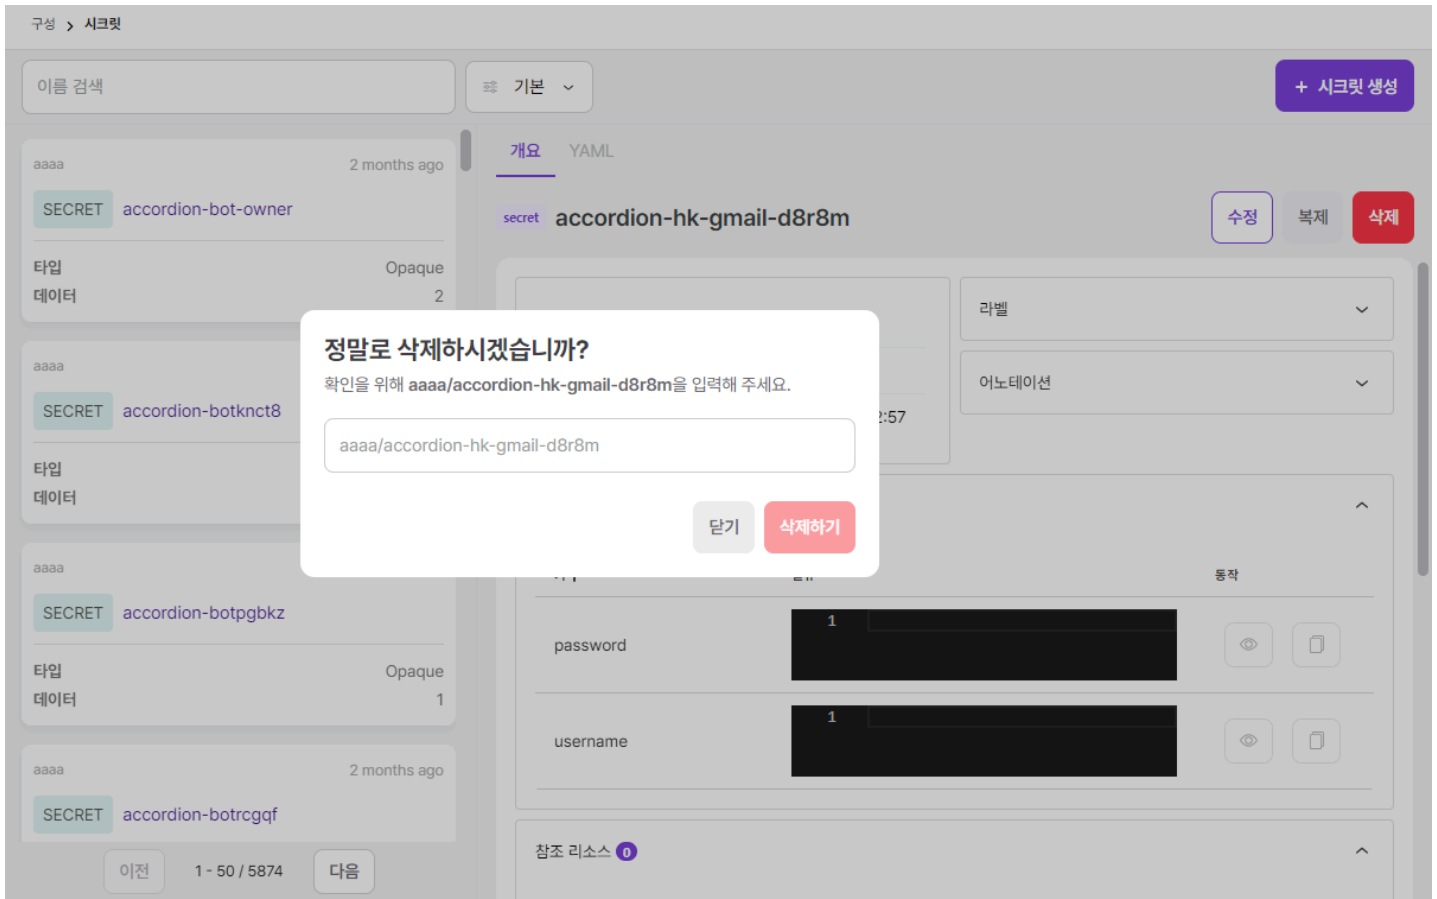 구성 > 시크릿
이름 검색
기본
+ 시크릿 생성
aaaa 2 months ago
SECRET accordion-bot-owner
타입 Opaque
데이터 2
aaaa
SECRET accordion-botknct8
타입
데이터
aaaa
SECRET accordion-botpgbkz
타입 Opaque
데이터 1
aaaa 2 months ago
SECRET accordion-botrcgqf
이전 1 - 50 / 5874 다음
개요 YAML
secret accordion-hk-gmail-d8r8m
수정 복제 삭제
라벨
어노테이션
2:57
정말로 삭제하시겠습니까?
확인을 위해 aaaa/accordion-hk-gmail-d8r8m을 입력해 주세요.
aaaa/accordion-hk-gmail-d8r8m
닫기 삭제하기
동작
password 1
username 1
참조 리소스 0